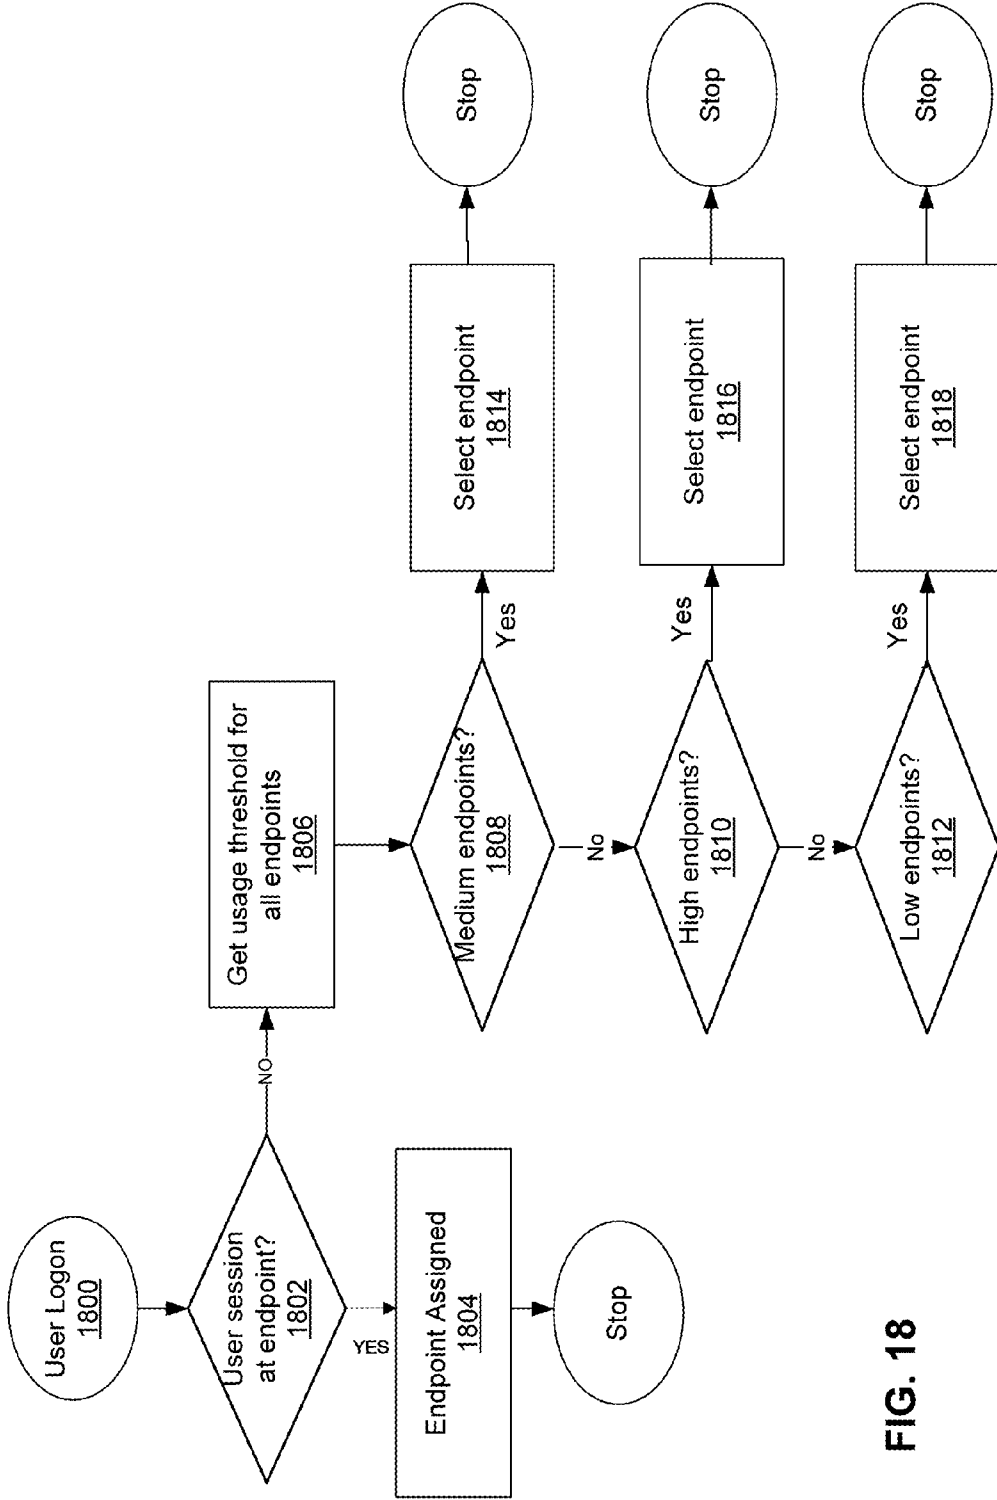 User Logon
1800
User session
at endpoint?
1802
NO
YES
Endpoint Assigned
1804
Stop
Get usage threshold for
all endpoints
1806
Medium endpoints?
1808
Yes
Select endpoint
1814
Stop
No
High endpoints?
1810
Yes
Select endpoint
1816
Stop
No
Low endpoints?
1812
Yes
Select endpoint
1818
Stop
FIG. 18